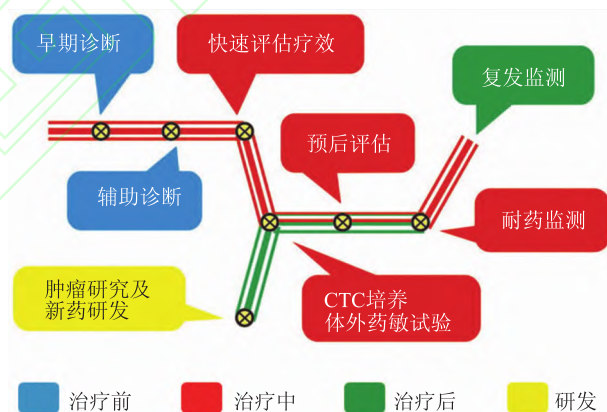 早期诊断
快速评估疗效
复发监测
预后评估
辅助诊断
耐药监测
肿瘤研究及
新药研发
CTC培养
体外药敏试验
治疗前
治疗中
治疗后
研发